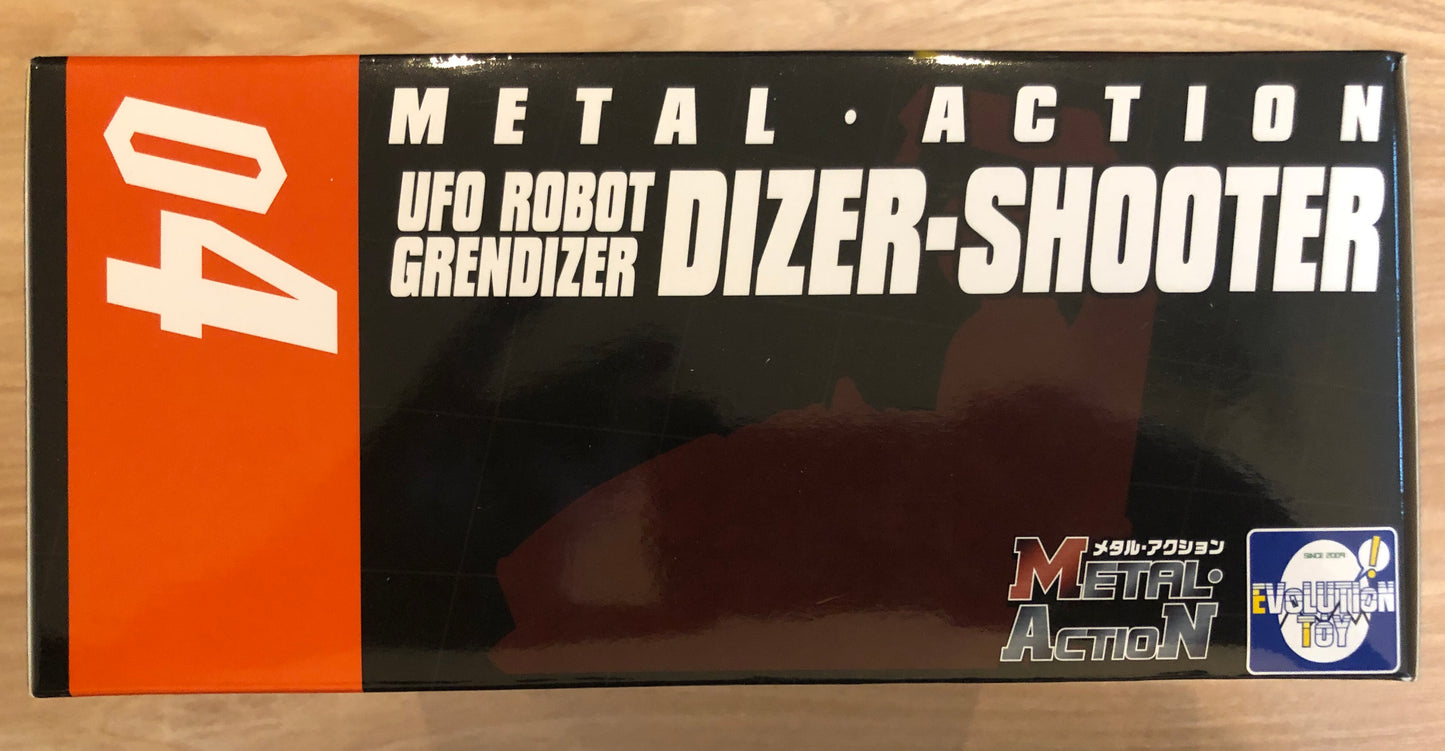 04
METAL・ACTION
UFO ROBOT
GRENDIZER
DIZER-SHOOTER
メタル・アクション
METAL・
ACTION
SINCE 2009
!
EVOLUTION
TOY